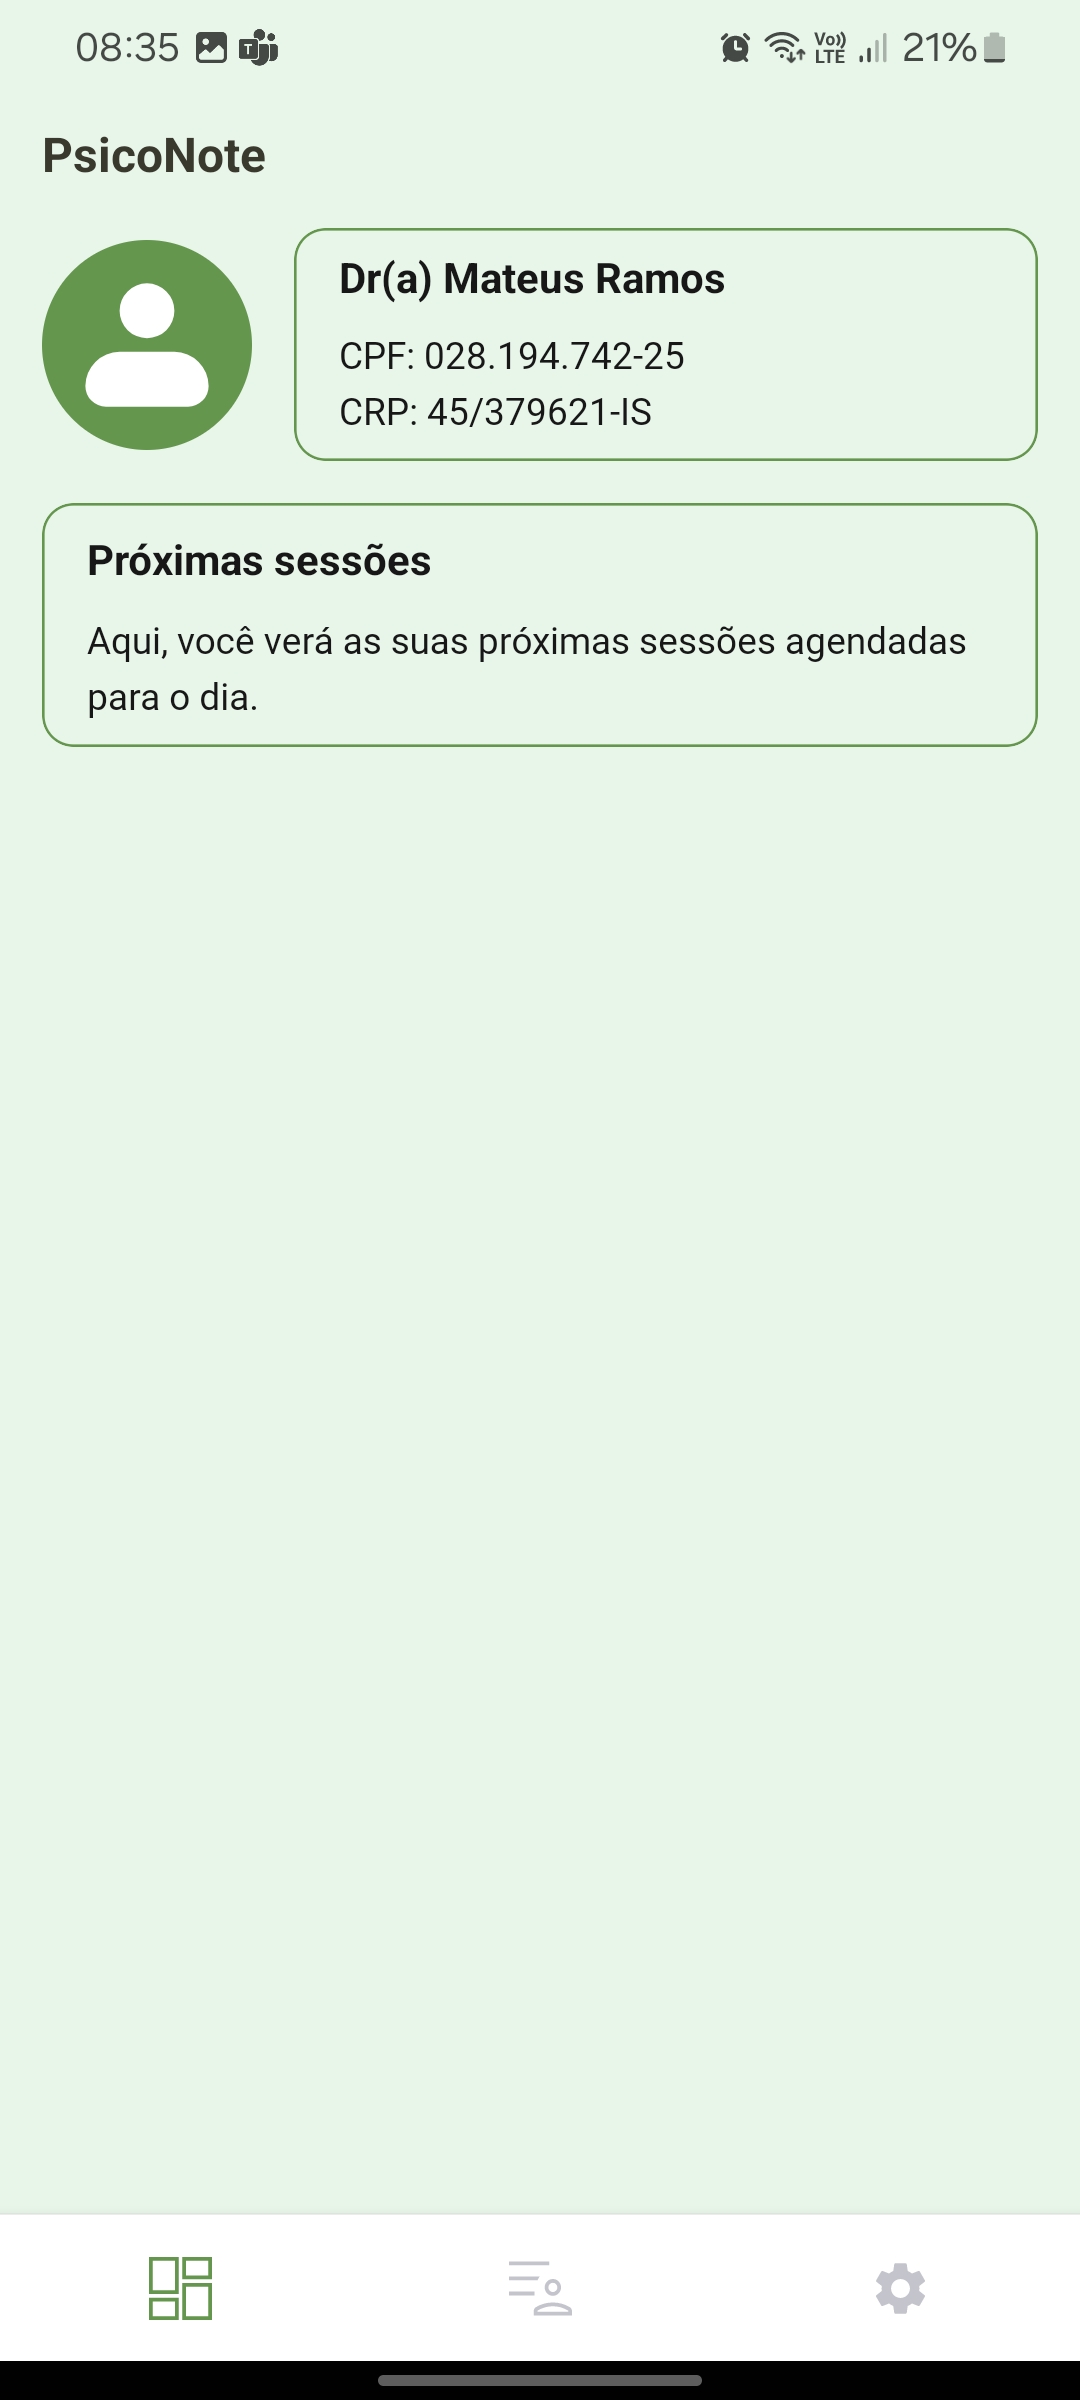 08:35
Vo)) LTE 21%
PsicoNote
Dr(a) Mateus Ramos
CPF: 028.194.742-25
CRP: 45/379621-IS
Próximas sessões
Aqui, você verá as suas próximas sessões agendadas
para o dia.